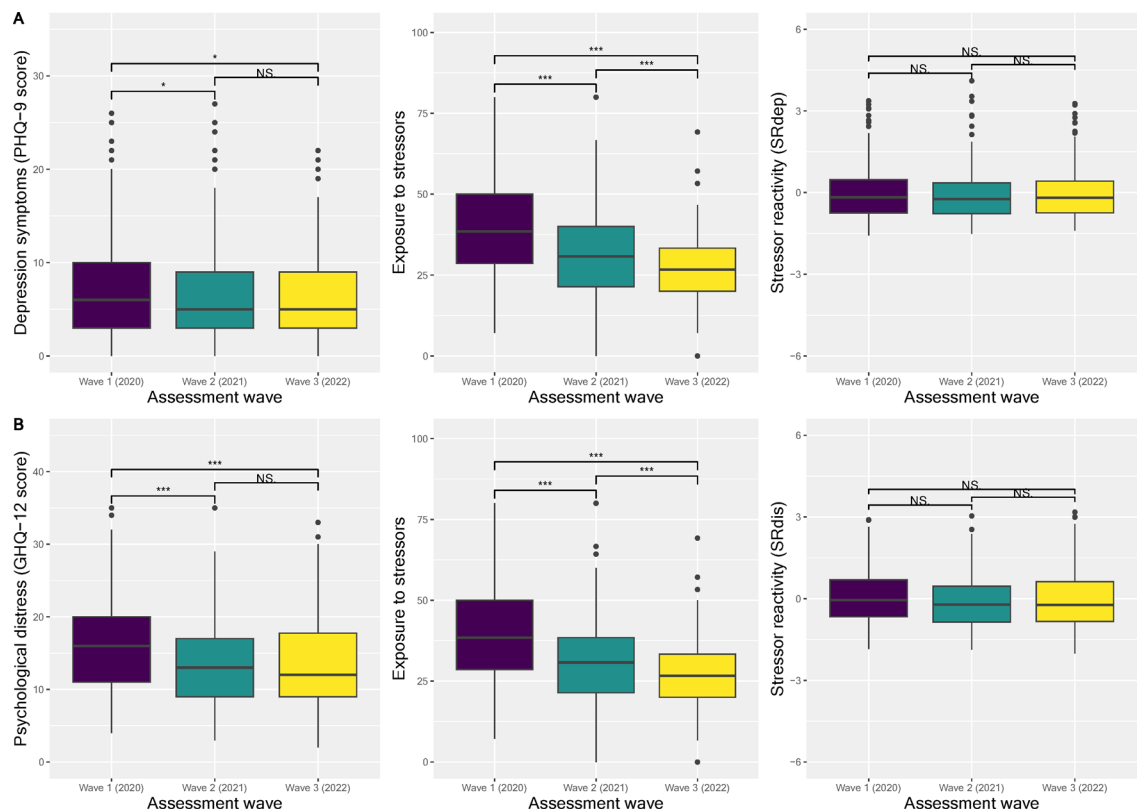 A
Depression symptoms (PHQ−9 score)
30
20
10
0
*
*
NS.
Wave 1 (2020) Wave 2 (2021) Wave 3 (2022)
Assessment wave
Exposure to stressors
100
75
50
25
0
***
***
***
Wave 1 (2020) Wave 2 (2021) Wave 3 (2022)
Assessment wave
Stressor reactivity (SRdep)
6
3
0
−3
−6
NS.
NS.
NS.
Wave 1 (2020) Wave 2 (2021) Wave 3 (2022)
Assessment wave
B
Psychological distress (GHQ−12 score)
40
30
20
10
0
***
***
NS.
Wave 1 (2020) Wave 2 (2021) Wave 3 (2022)
Assessment wave
Exposure to stressors
100
75
50
25
0
***
***
***
Wave 1 (2020) Wave 2 (2021) Wave 3 (2022)
Assessment wave
Stressor reactivity (SRdis)
6
3
0
−3
−6
NS.
NS.
NS.
Wave 1 (2020) Wave 2 (2021) Wave 3 (2022)
Assessment wave